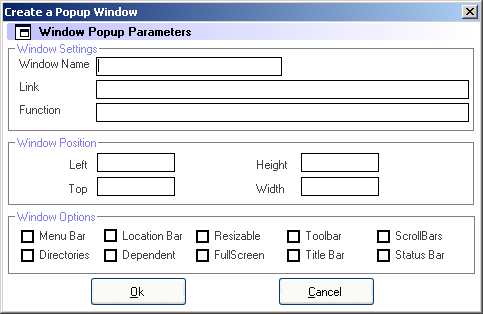 Create a Popup Window
Window Popup Parameters
Window Settings
Window Name
Link
Function
Window Position
Left Height
Top Width
Window Options
Menu Bar Location Bar Resizable Toolbar ScrollBars
Directories Dependent FullScreen Title Bar Status Bar
Ok Cancel